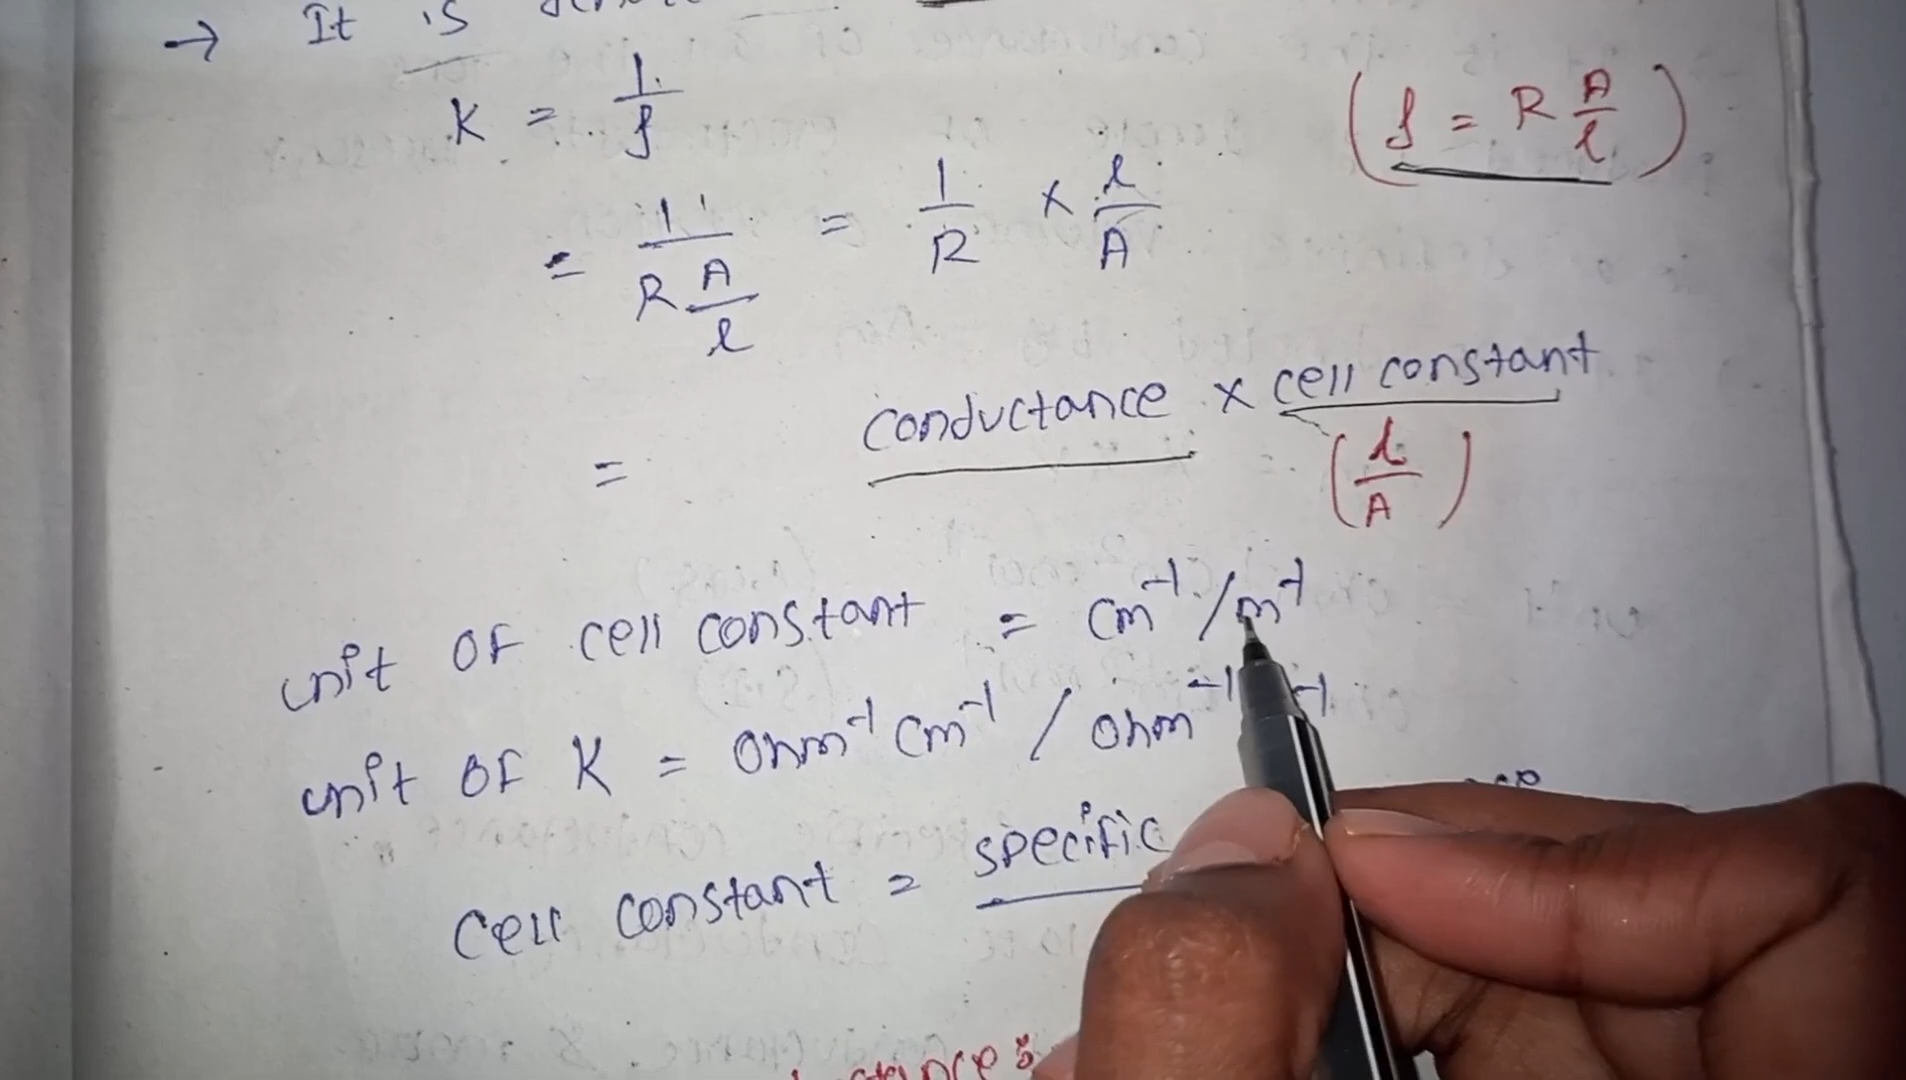 → It is
K = 1/ρ
(ρ = R A/l)
= 1/(R A/l) = 1/R × l/A
= conductance × cell constant
(l/A)
unit of cell constant = cm⁻¹/m⁻¹
unit of K = ohm⁻¹ cm⁻¹ / ohm⁻¹
cell constant = specific